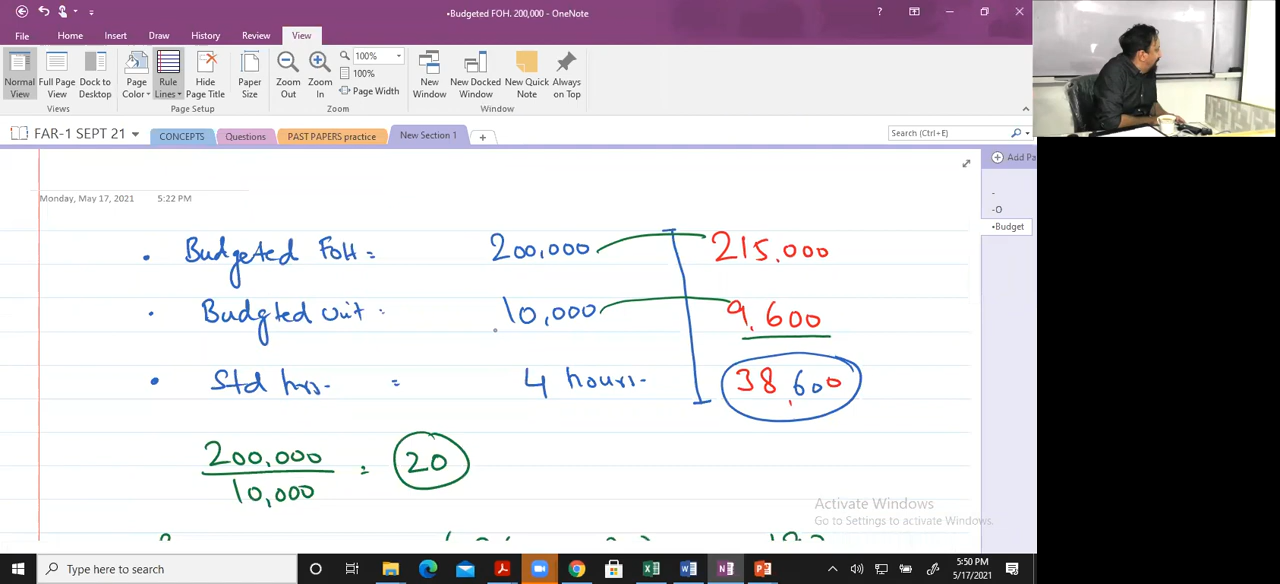 •Budgeted FOH. 200,000 - OneNote
File Home Insert Draw History Review View
Normal View
Full Page View
Dock to Desktop
Views
Page Color
Rule Lines
Hide Page Title
Paper Size
Page Setup
Zoom Out
Zoom In
100%
100%
Page Width
Zoom
New Window
New Docked Window
New Quick Note
Always on Top
Window
FAR-1 SEPT 21 CONCEPTS Questions PAST PAPERS practice New Section 1
Search (Ctrl+E)
Add Pa
-
-O
•Budget
Monday, May 17, 2021 5:22 PM
• Budgeted FOH = 200,000 215,000
• Budgted unit = 10,000 9,600
• Std hrs. = 4 hours. 38,600
200,000 / 10,000 = 20
Activate Windows
Go to Settings to activate Windows.
Type here to search
5:50 PM
5/17/2021